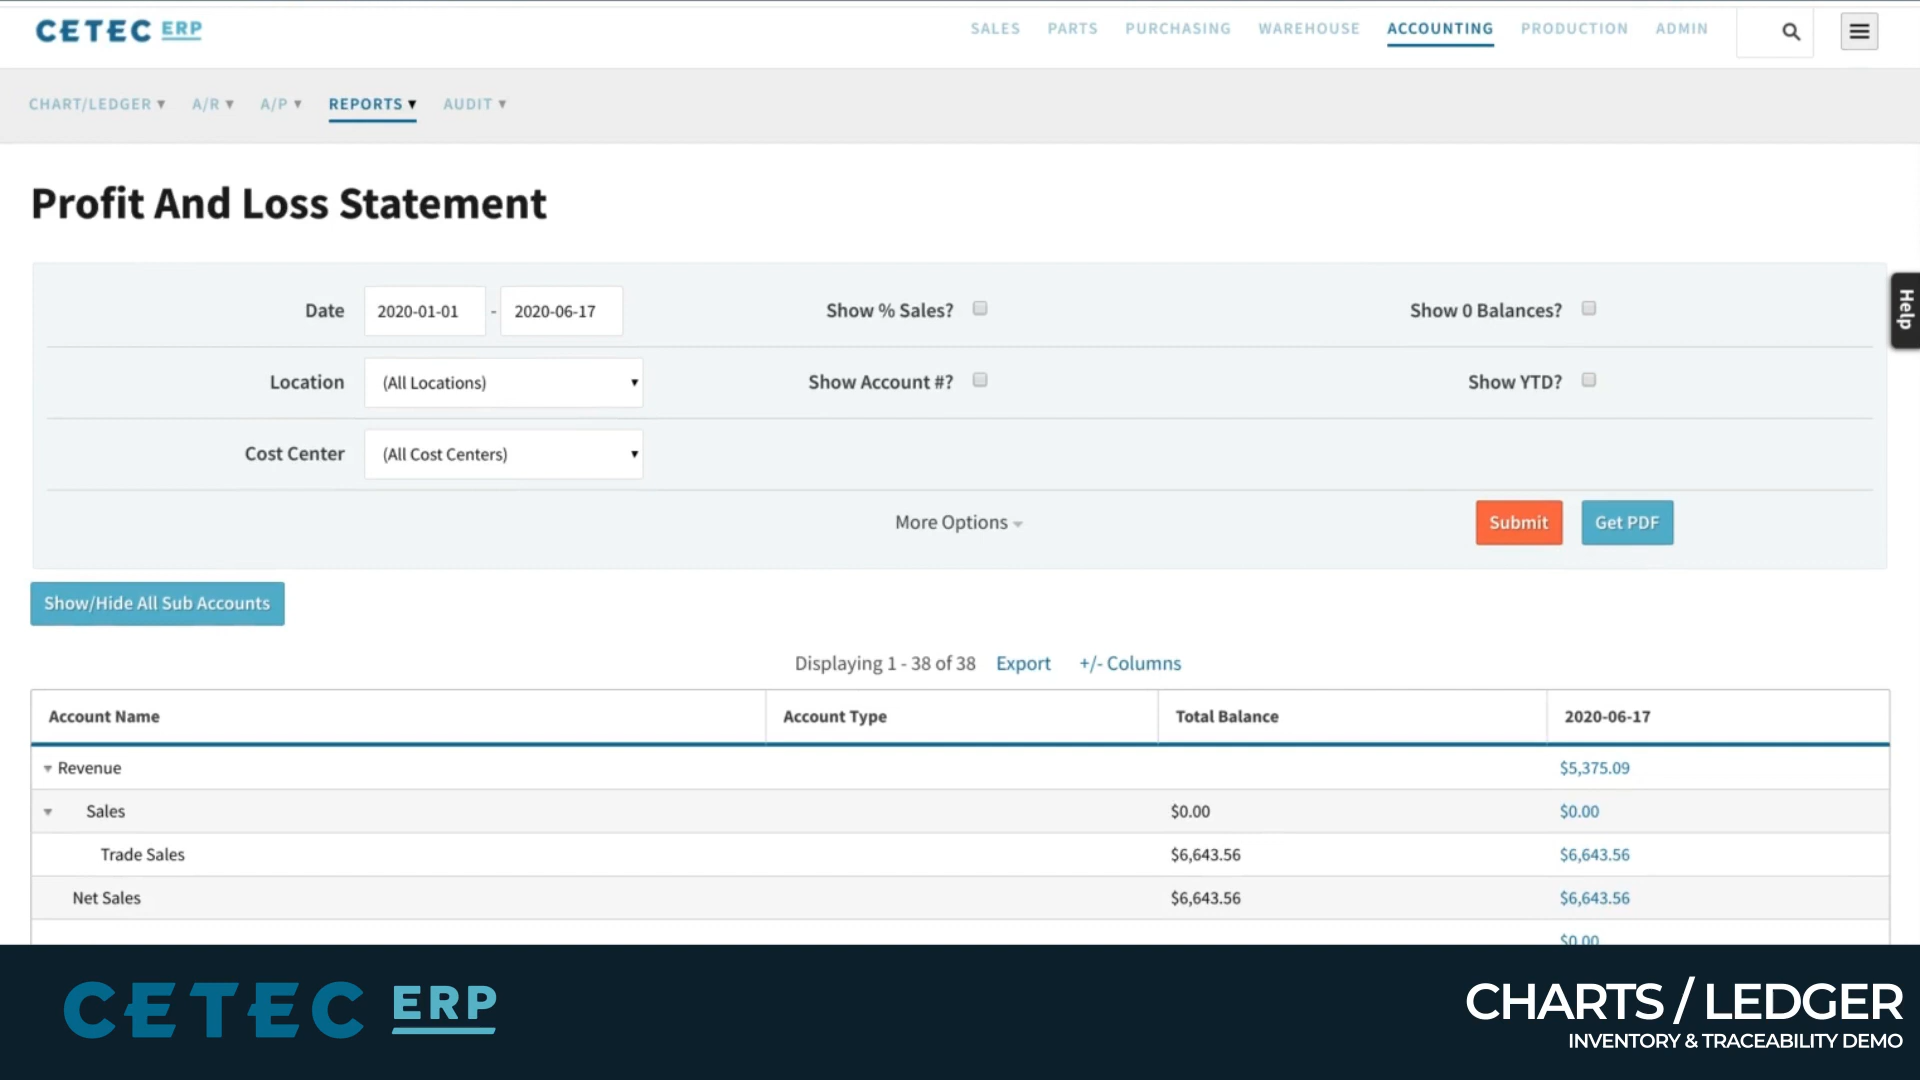 CETEC ERP
SALES PARTS PURCHASING WAREHOUSE ACCOUNTING PRODUCTION ADMIN
CHART/LEDGER A/R A/P REPORTS AUDIT
Profit And Loss Statement
Date 2020-01-01 - 2020-06-17 Show % Sales? Show 0 Balances?
Help
Location (All Locations) Show Account #? Show YTD?
Cost Center (All Cost Centers)
More Options Submit Get PDF
Show/Hide All Sub Accounts
Displaying 1 - 38 of 38 Export +/- Columns
Account Name Account Type Total Balance 2020-06-17
Revenue $5,375.09
Sales $0.00 $0.00
Trade Sales $6,643.56 $6,643.56
Net Sales $6,643.56 $6,643.56
$0.00
CETEC ERP
CHARTS / LEDGER
INVENTORY & TRACEABILITY DEMO